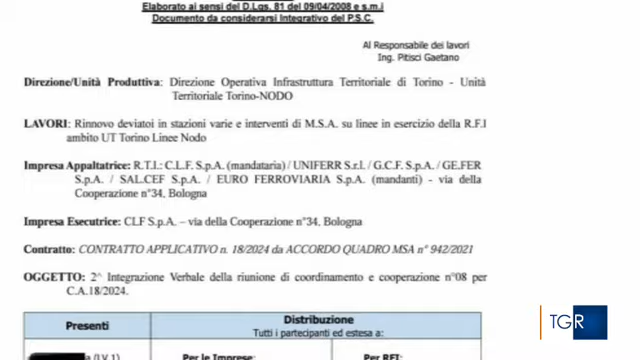 Elaborato ai sensi del D.Lgs. 81 del 09/04/2008 e s.m.i
Documento da considerarsi Integrativo del P.S.C.
Al Responsabile dei lavori
Ing. Pitisci Gaetano
Direzione/Unità Produttiva: Direzione Operativa Infrastruttura Territoriale di Torino - Unità
Territoriale Torino-NODO
LAVORI: Rinnovo deviatoi in stazioni varie e interventi di M.S.A. su linee in esercizio della R.F.I
ambito UT Torino Linee Nodo
Impresa Appaltatrice: R.T.I.: C.L.F. S.p.A. (mandataria) / UNIFERR S.r.l. / G.C.F. S.p.A. / GE.FER
S.p.A. / SAL.CEF S.p.A. / EURO FERROVIARIA S.p.A. (mandanti) - via della
Cooperazione n°34, Bologna
Impresa Esecutrice: CLF S.p.A. – via della Cooperazione n°34, Bologna
Contratto: CONTRATTO APPLICATIVO n. 18/2024 da ACCORDO QUADRO MSA n° 942/2021
OGGETTO: 2^ Integrazione Verbale della riunione di coordinamento e cooperazione n°08 per
C.A.18/2024.
Presenti
Distribuzione
Tutti i partecipanti ed estesa a:
(I.V.1)
Per le Imprese:
Per RFI:
TGR